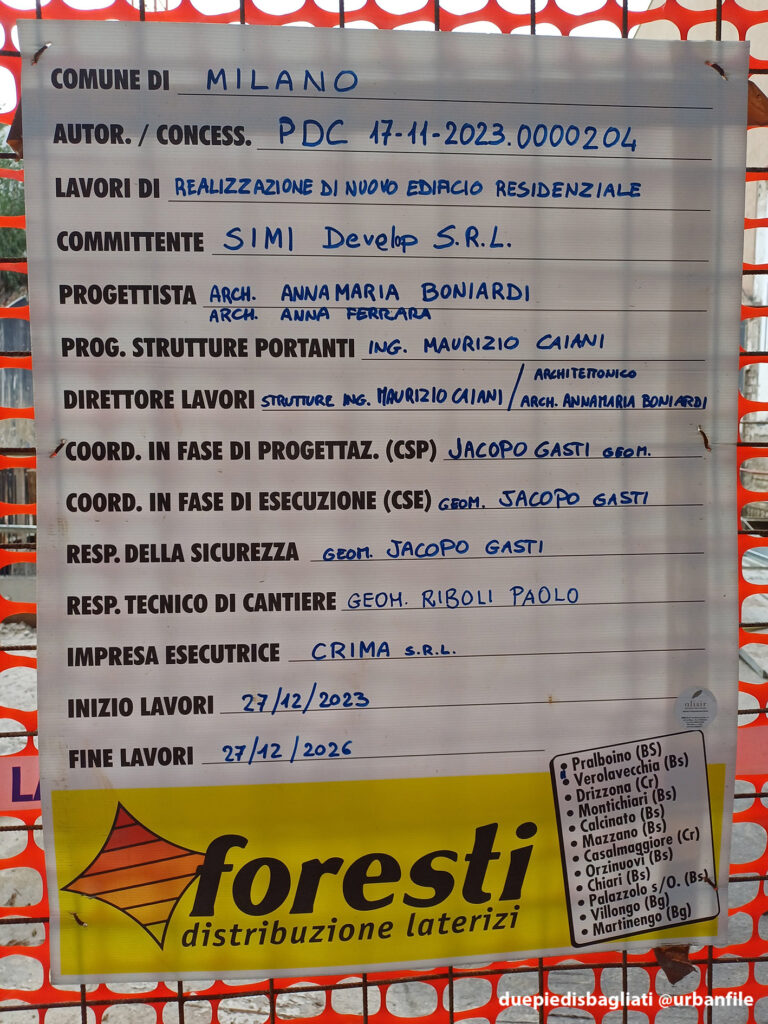 COMUNE DI MILANO
AUTOR. / CONCESS. PDC 17-11-2023.0000204
LAVORI DI REALIZZAZIONE DI NUOVO EDIFICIO RESIDENZIALE
COMMITTENTE SIMI Develop S.R.L.
PROGETTISTA ARCH. ANNAMARIA BONIARDI
ARCH. ANNA FERRARA
PROG. STRUTTURE PORTANTI ING. MAURIZIO CAIANI
DIRETTORE LAVORI STRUTTURE ING. MAURIZIO CAIANI / ARCHITETTONICO
ARCH. ANNAMARIA BONIARDI
COORD. IN FASE DI PROGETTAZ. (CSP) JACOPO GASTI GEOM.
COORD. IN FASE DI ESECUZIONE (CSE) GEOM. JACOPO GASTI
RESP. DELLA SICUREZZA GEOM. JACOPO GASTI
RESP. TECNICO DI CANTIERE GEOM. RIBOLI PAOLO
IMPRESA ESECUTRICE CRIMA S.R.L.
INIZIO LAVORI 27/12/2023
FINE LAVORI 27/12/2026
foresti
distribuzione laterizi
• Pralboino (BS)
• Verolavecchia (Bs)
• Drizzona (Cr)
• Montichiari (Bs)
• Calcinato (Bs)
• Mazzano (Bs)
• Casalmaggiore (Cr)
• Orzinuovi (Bs)
• Chiari (Bs)
• Palazzolo s/O. (Bs)
• Villongo (Bg)
• Martinengo (Bg)
duepiedisbagliati @urbanfile